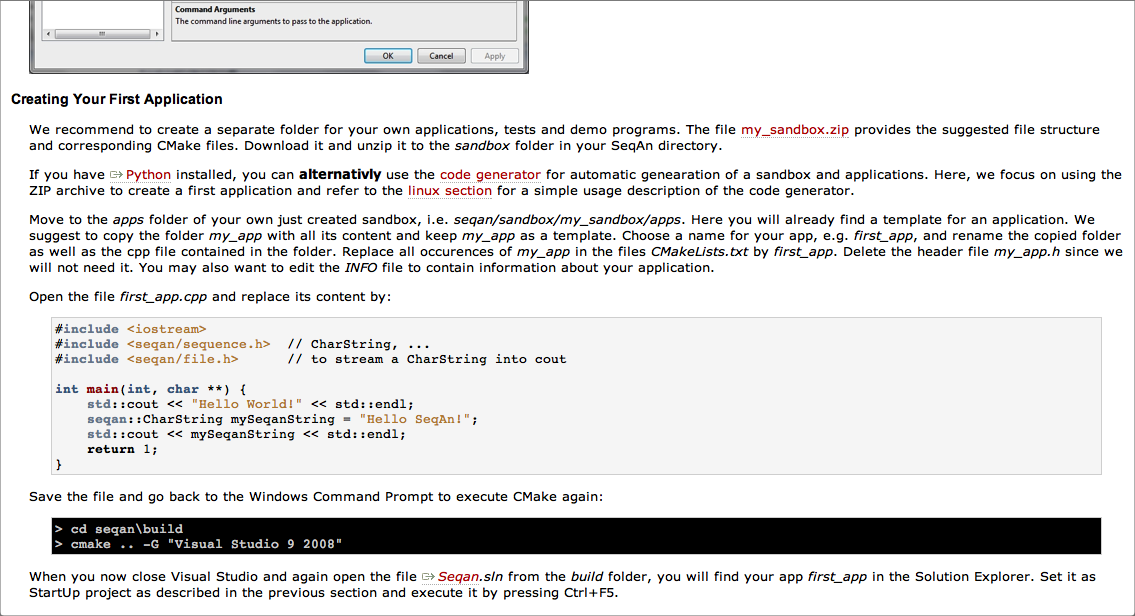 Command Arguments
The command line arguments to pass to the application.
OK Cancel Apply
Creating Your First Application
We recommend to create a separate folder for your own applications, tests and demo programs. The file my_sandbox.zip provides the suggested file structure
and corresponding CMake files. Download it and unzip it to the sandbox folder in your SeqAn directory.
If you have Python installed, you can alternativly use the code generator for automatic genearation of a sandbox and applications. Here, we focus on using the
ZIP archive to create a first application and refer to the linux section for a simple usage description of the code generator.
Move to the apps folder of your own just created sandbox, i.e. seqan/sandbox/my_sandbox/apps. Here you will already find a template for an application. We
suggest to copy the folder my_app with all its content and keep my_app as a template. Choose a name for your app, e.g. first_app, and rename the copied folder
as well as the cpp file contained in the folder. Replace all occurences of my_app in the files CMakeLists.txt by first_app. Delete the header file my_app.h since we
will not need it. You may also want to edit the INFO file to contain information about your application.
Open the file first_app.cpp and replace its content by:
#include <iostream>
#include <seqan/sequence.h>  // CharString, ...
#include <seqan/file.h>      // to stream a CharString into cout
int main(int, char **) {
    std::cout << "Hello World!" << std::endl;
    seqan::CharString mySeqanString = "Hello SeqAn!";
    std::cout << mySeqanString << std::endl;
    return 1;
}
Save the file and go back to the Windows Command Prompt to execute CMake again:
> cd seqan\build
> cmake .. -G "Visual Studio 9 2008"
When you now close Visual Studio and again open the file Seqan.sln from the build folder, you will find your app first_app in the Solution Explorer. Set it as
StartUp project as described in the previous section and execute it by pressing Ctrl+F5.